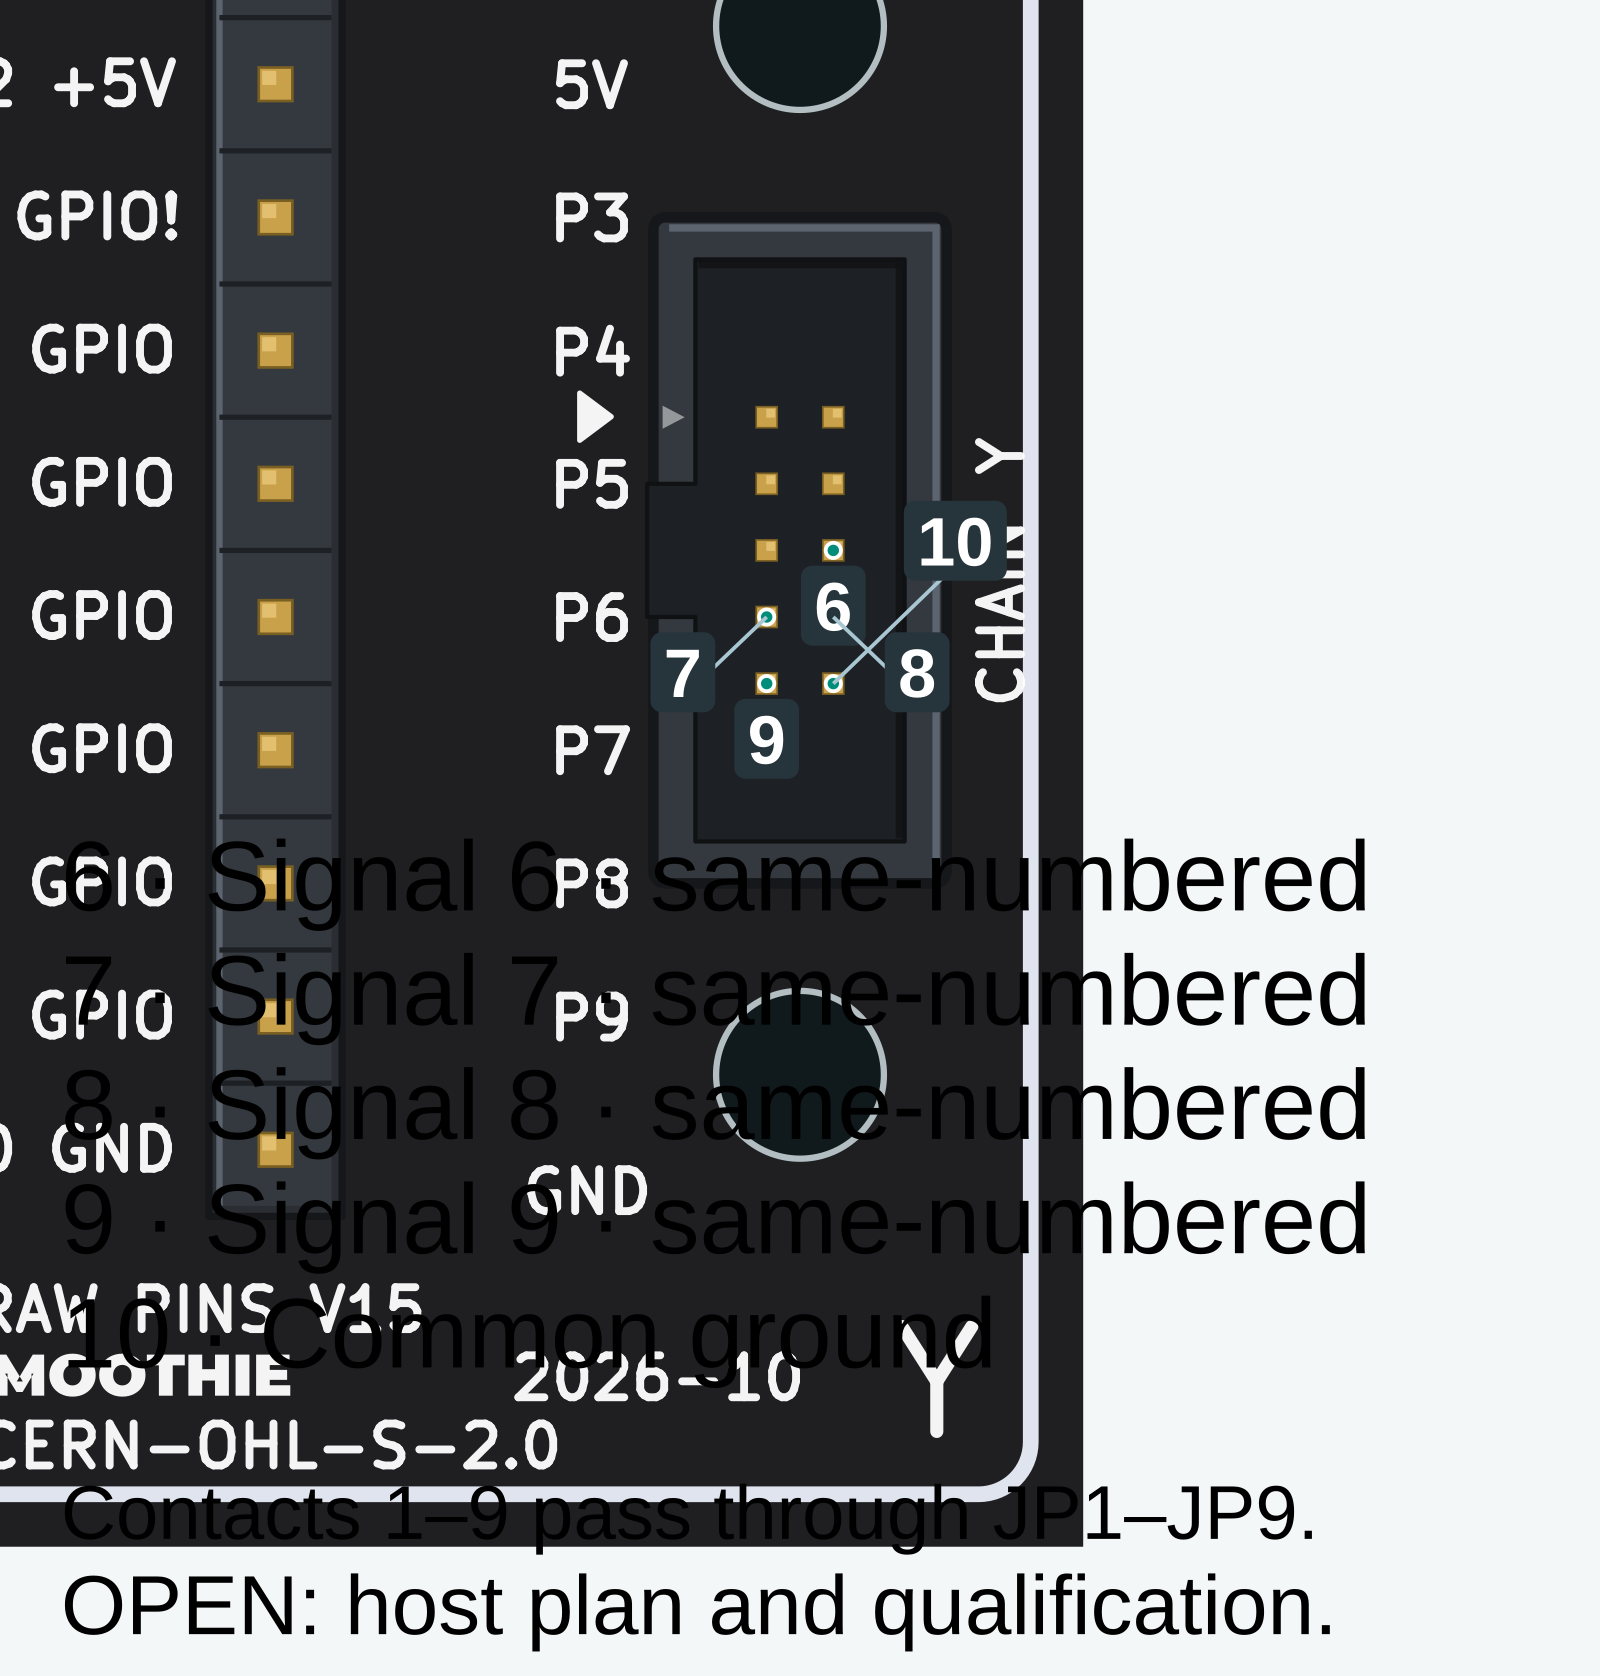 2 +5V
5V
GPIO!
P3
GPIO
P4
GPIO
P5
CHAIN Y
10
GPIO
P6
6
7
8
GPIO
P7
9
GPIO
P8
6 · Signal 6 · same-numbered
7 · Signal 7 · same-numbered
GPIO
P9
8 · Signal 8 · same-numbered
0 GND
GND
9 · Signal 9 · same-numbered
RAW PINS V15
10 · Common ground
MOOTHIE
2026-10
Y
CERN-OHL-S-2.0
Contacts 1–9 pass through JP1–JP9.
OPEN: host plan and qualification.